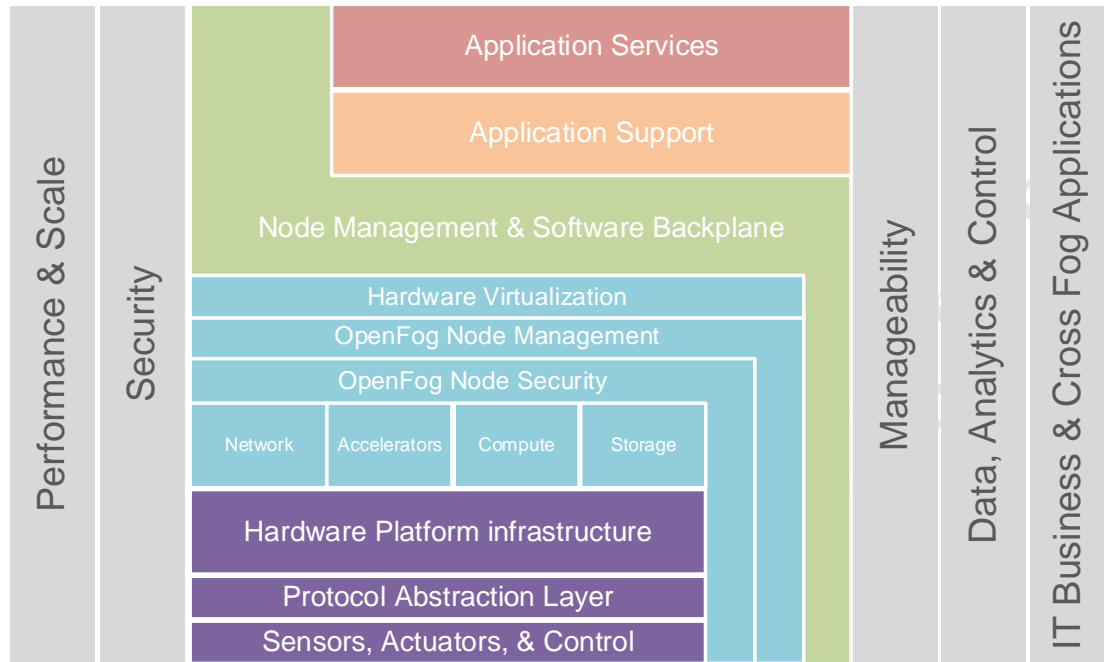 Performance & Scale
Security
Application Services
Application Support
Node Management & Software Backplane
Hardware Virtualization
OpenFog Node Management
OpenFog Node Security
Network
Accelerators
Compute
Storage
Hardware Platform infrastructure
Protocol Abstraction Layer
Sensors, Actuators, & Control
Manageability
Data, Analytics & Control
IT Business & Cross Fog Applications